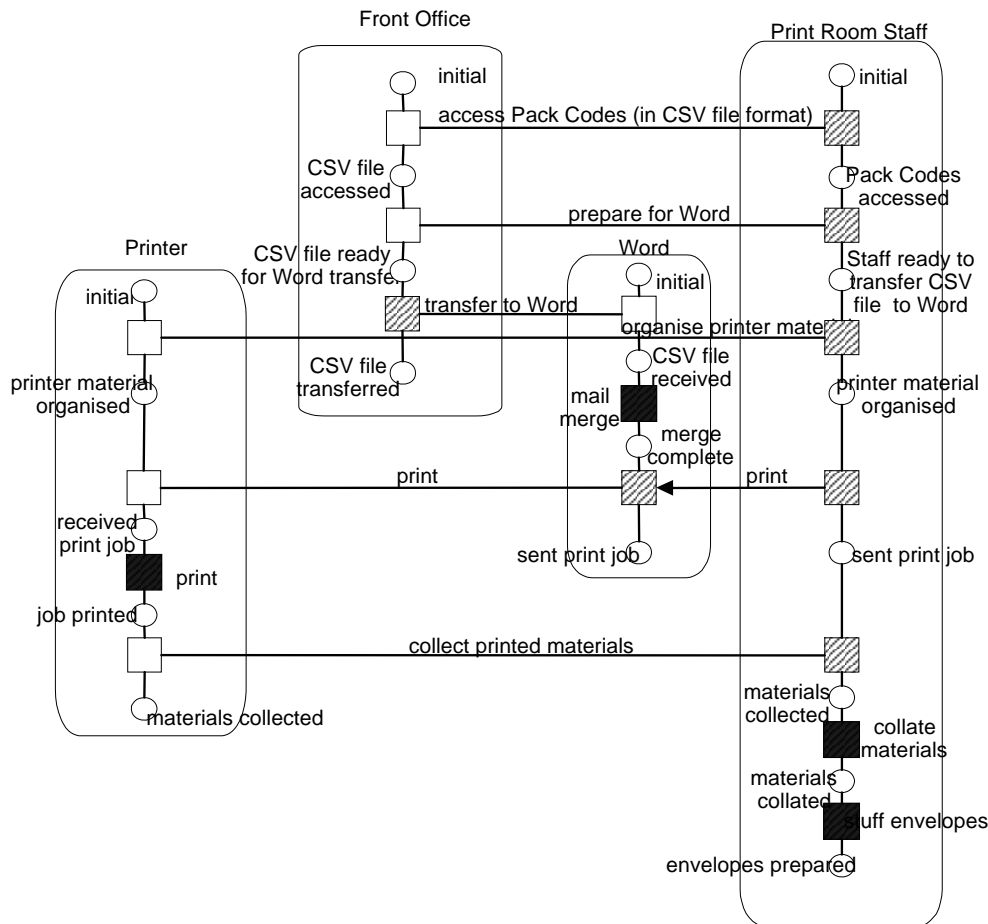 Front Office
Print Room Staff
initial
initial
access Pack Codes (in CSV file format)
CSV file
accessed
Pack Codes
accessed
prepare for Word
Printer
Word
CSV file ready
for Word transfer
Staff ready to
transfer CSV
file to Word
initial
initial
transfer to Word
organise printer mate
CSV file
transferred
CSV file
received
printer material
organised
mail
merge
printer material
organised
merge
complete
print
print
received
print job
sent print job
sent print job
print
job printed
collect printed materials
materials
collected
materials collected
collate
materials
materials
collated
stuff envelopes
envelopes prepared